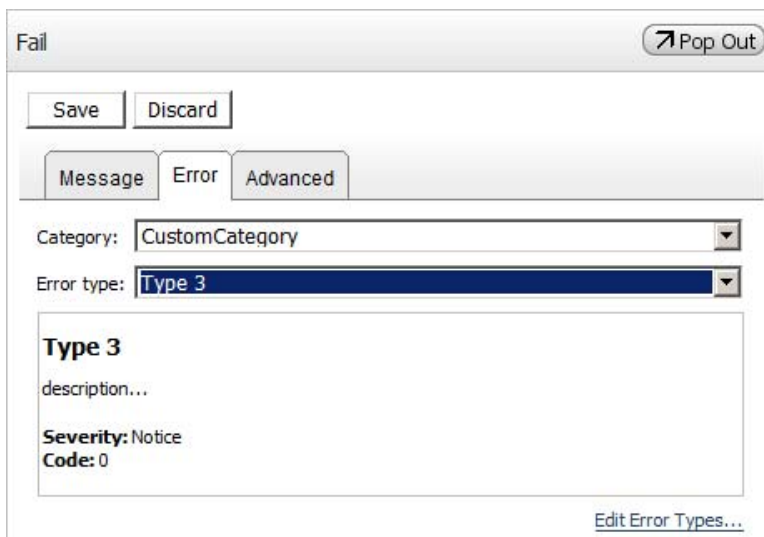 Fail
Pop Out
Save Discard
Message Error Advanced
Category: CustomCategory
Error type: Type 3
Type 3
description...
Severity: Notice
Code: 0
Edit Error Types...